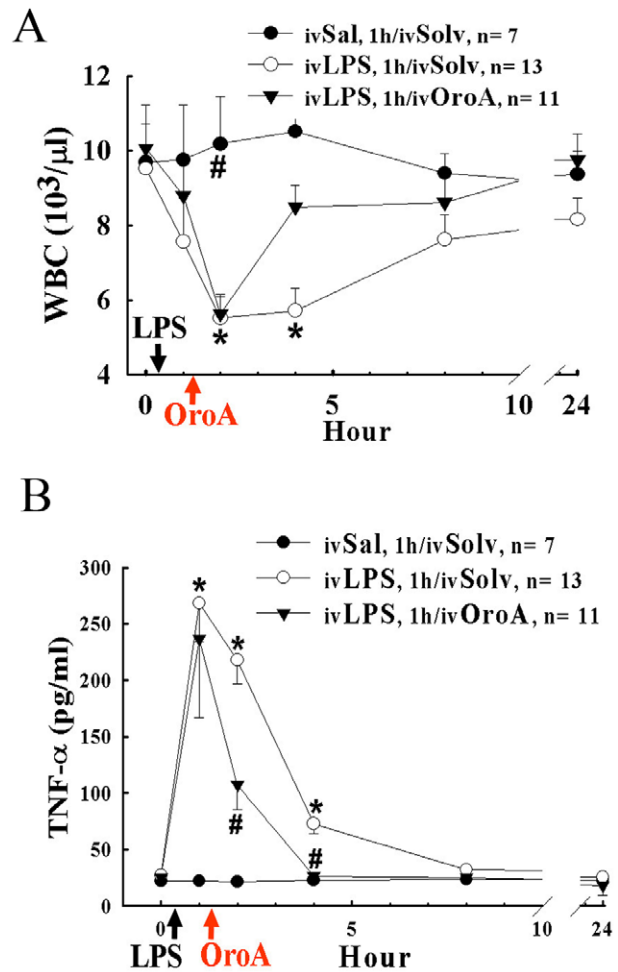 A
ivSal, 1h/ivSolv, n= 7
ivLPS, 1h/ivSolv, n= 13
ivLPS, 1h/ivOroA, n= 11
12
10
8
6
4
WBC (10³/µl)
#
*
*
LPS
OroA
0
5
10
24
Hour
B
ivSal, 1h/ivSolv, n= 7
ivLPS, 1h/ivSolv, n= 13
ivLPS, 1h/ivOroA, n= 11
300
250
200
150
100
50
0
TNF-α (pg/ml)
*
*
*
#
#
0
5
10
24
LPS
OroA
Hour